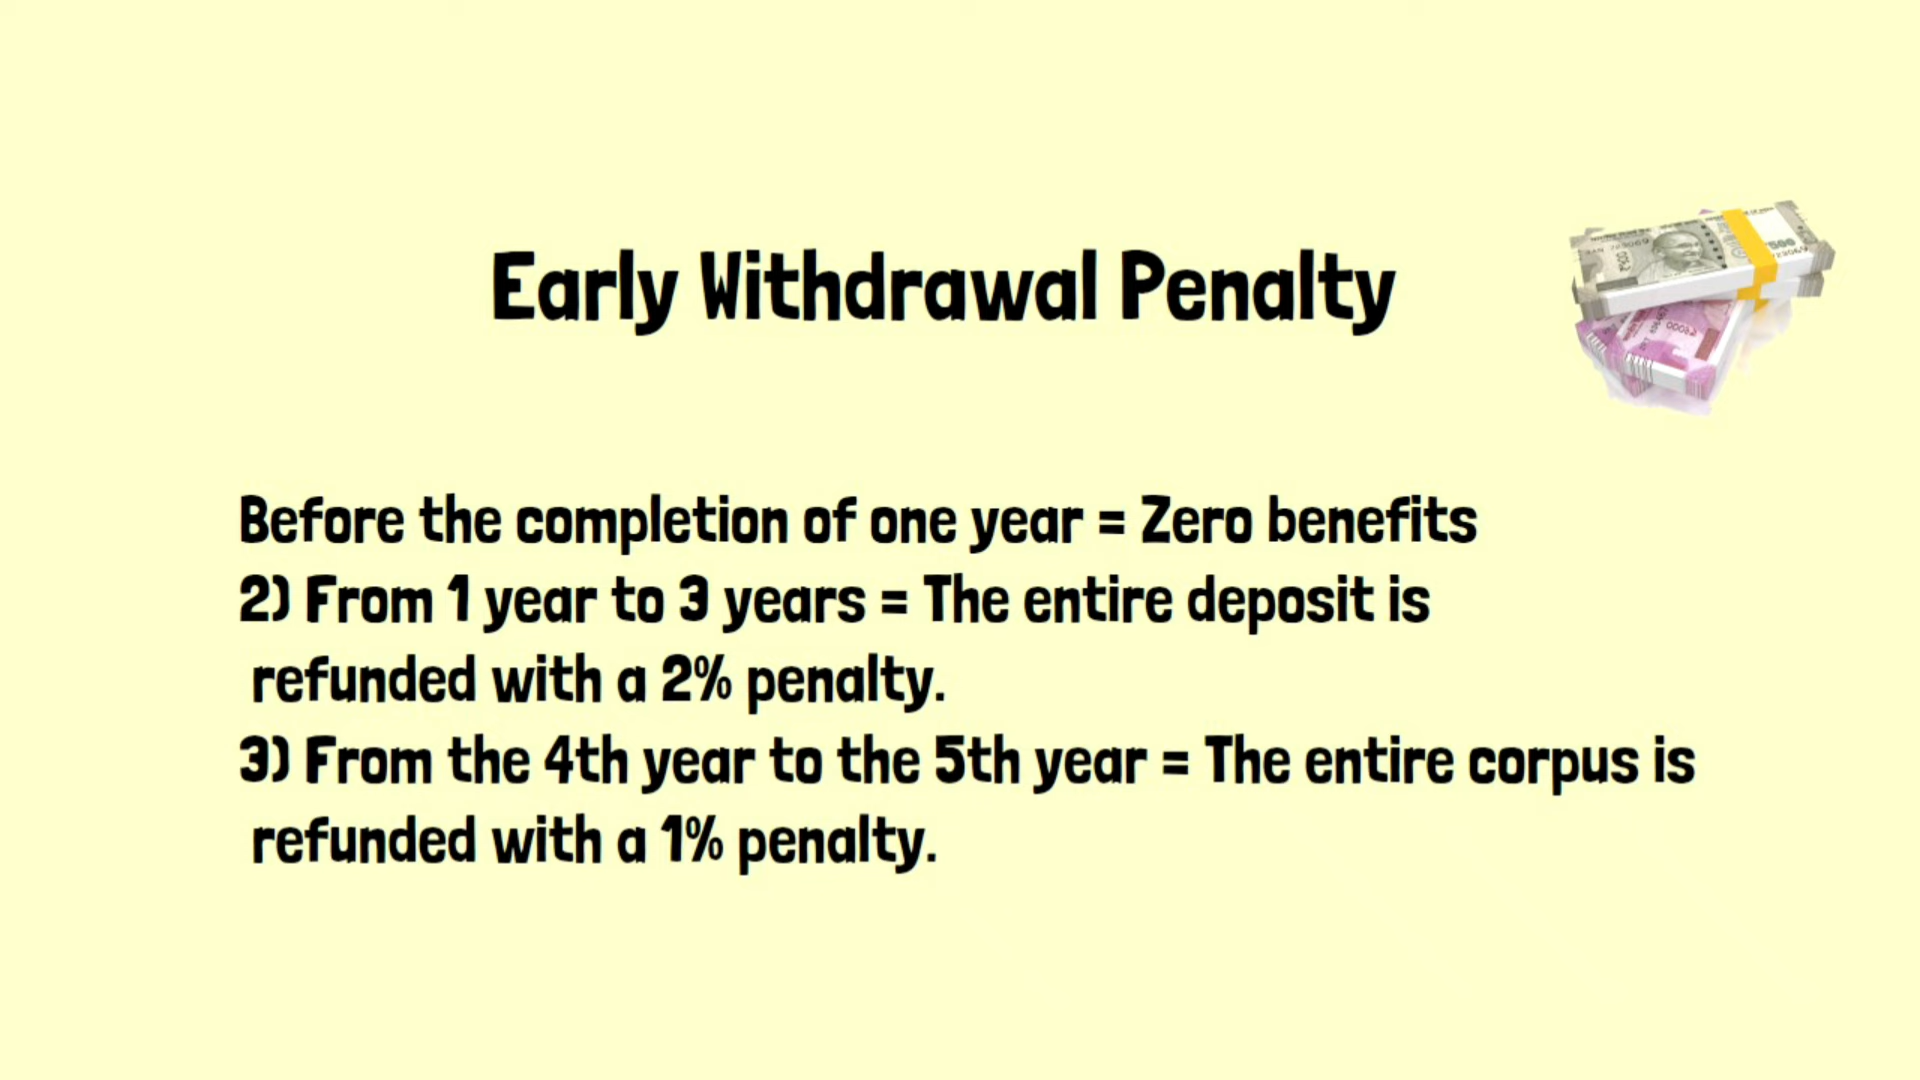 Early Withdrawal Penalty
Before the completion of one year = Zero benefits
2) From 1 year to 3 years = The entire deposit is
refunded with a 2% penalty.
3) From the 4th year to the 5th year = The entire corpus is
refunded with a 1% penalty.